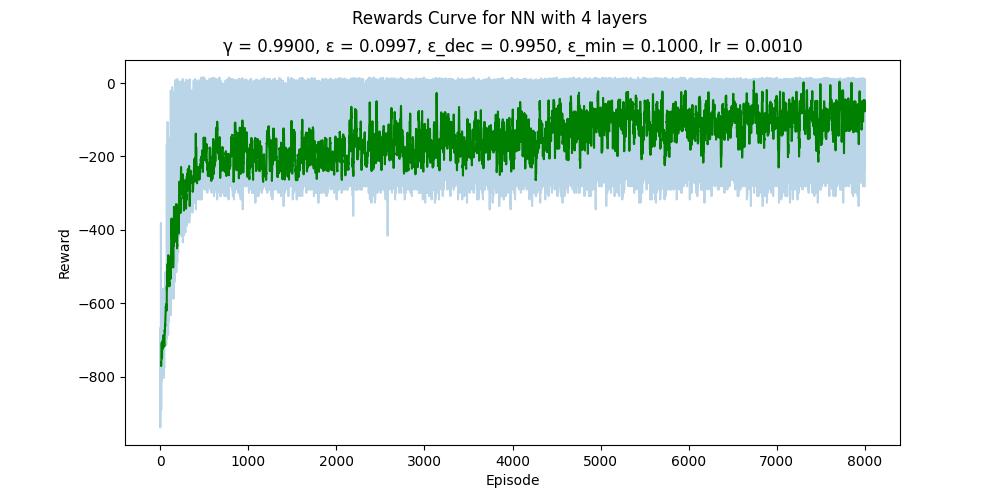 Rewards Curve for NN with 4 layers
γ = 0.9900, ε = 0.0997, ε_dec = 0.9950, ε_min = 0.1000, lr = 0.0010
0
−200
−400
−600
−800
Reward
0 1000 2000 3000 4000 5000 6000 7000 8000
Episode